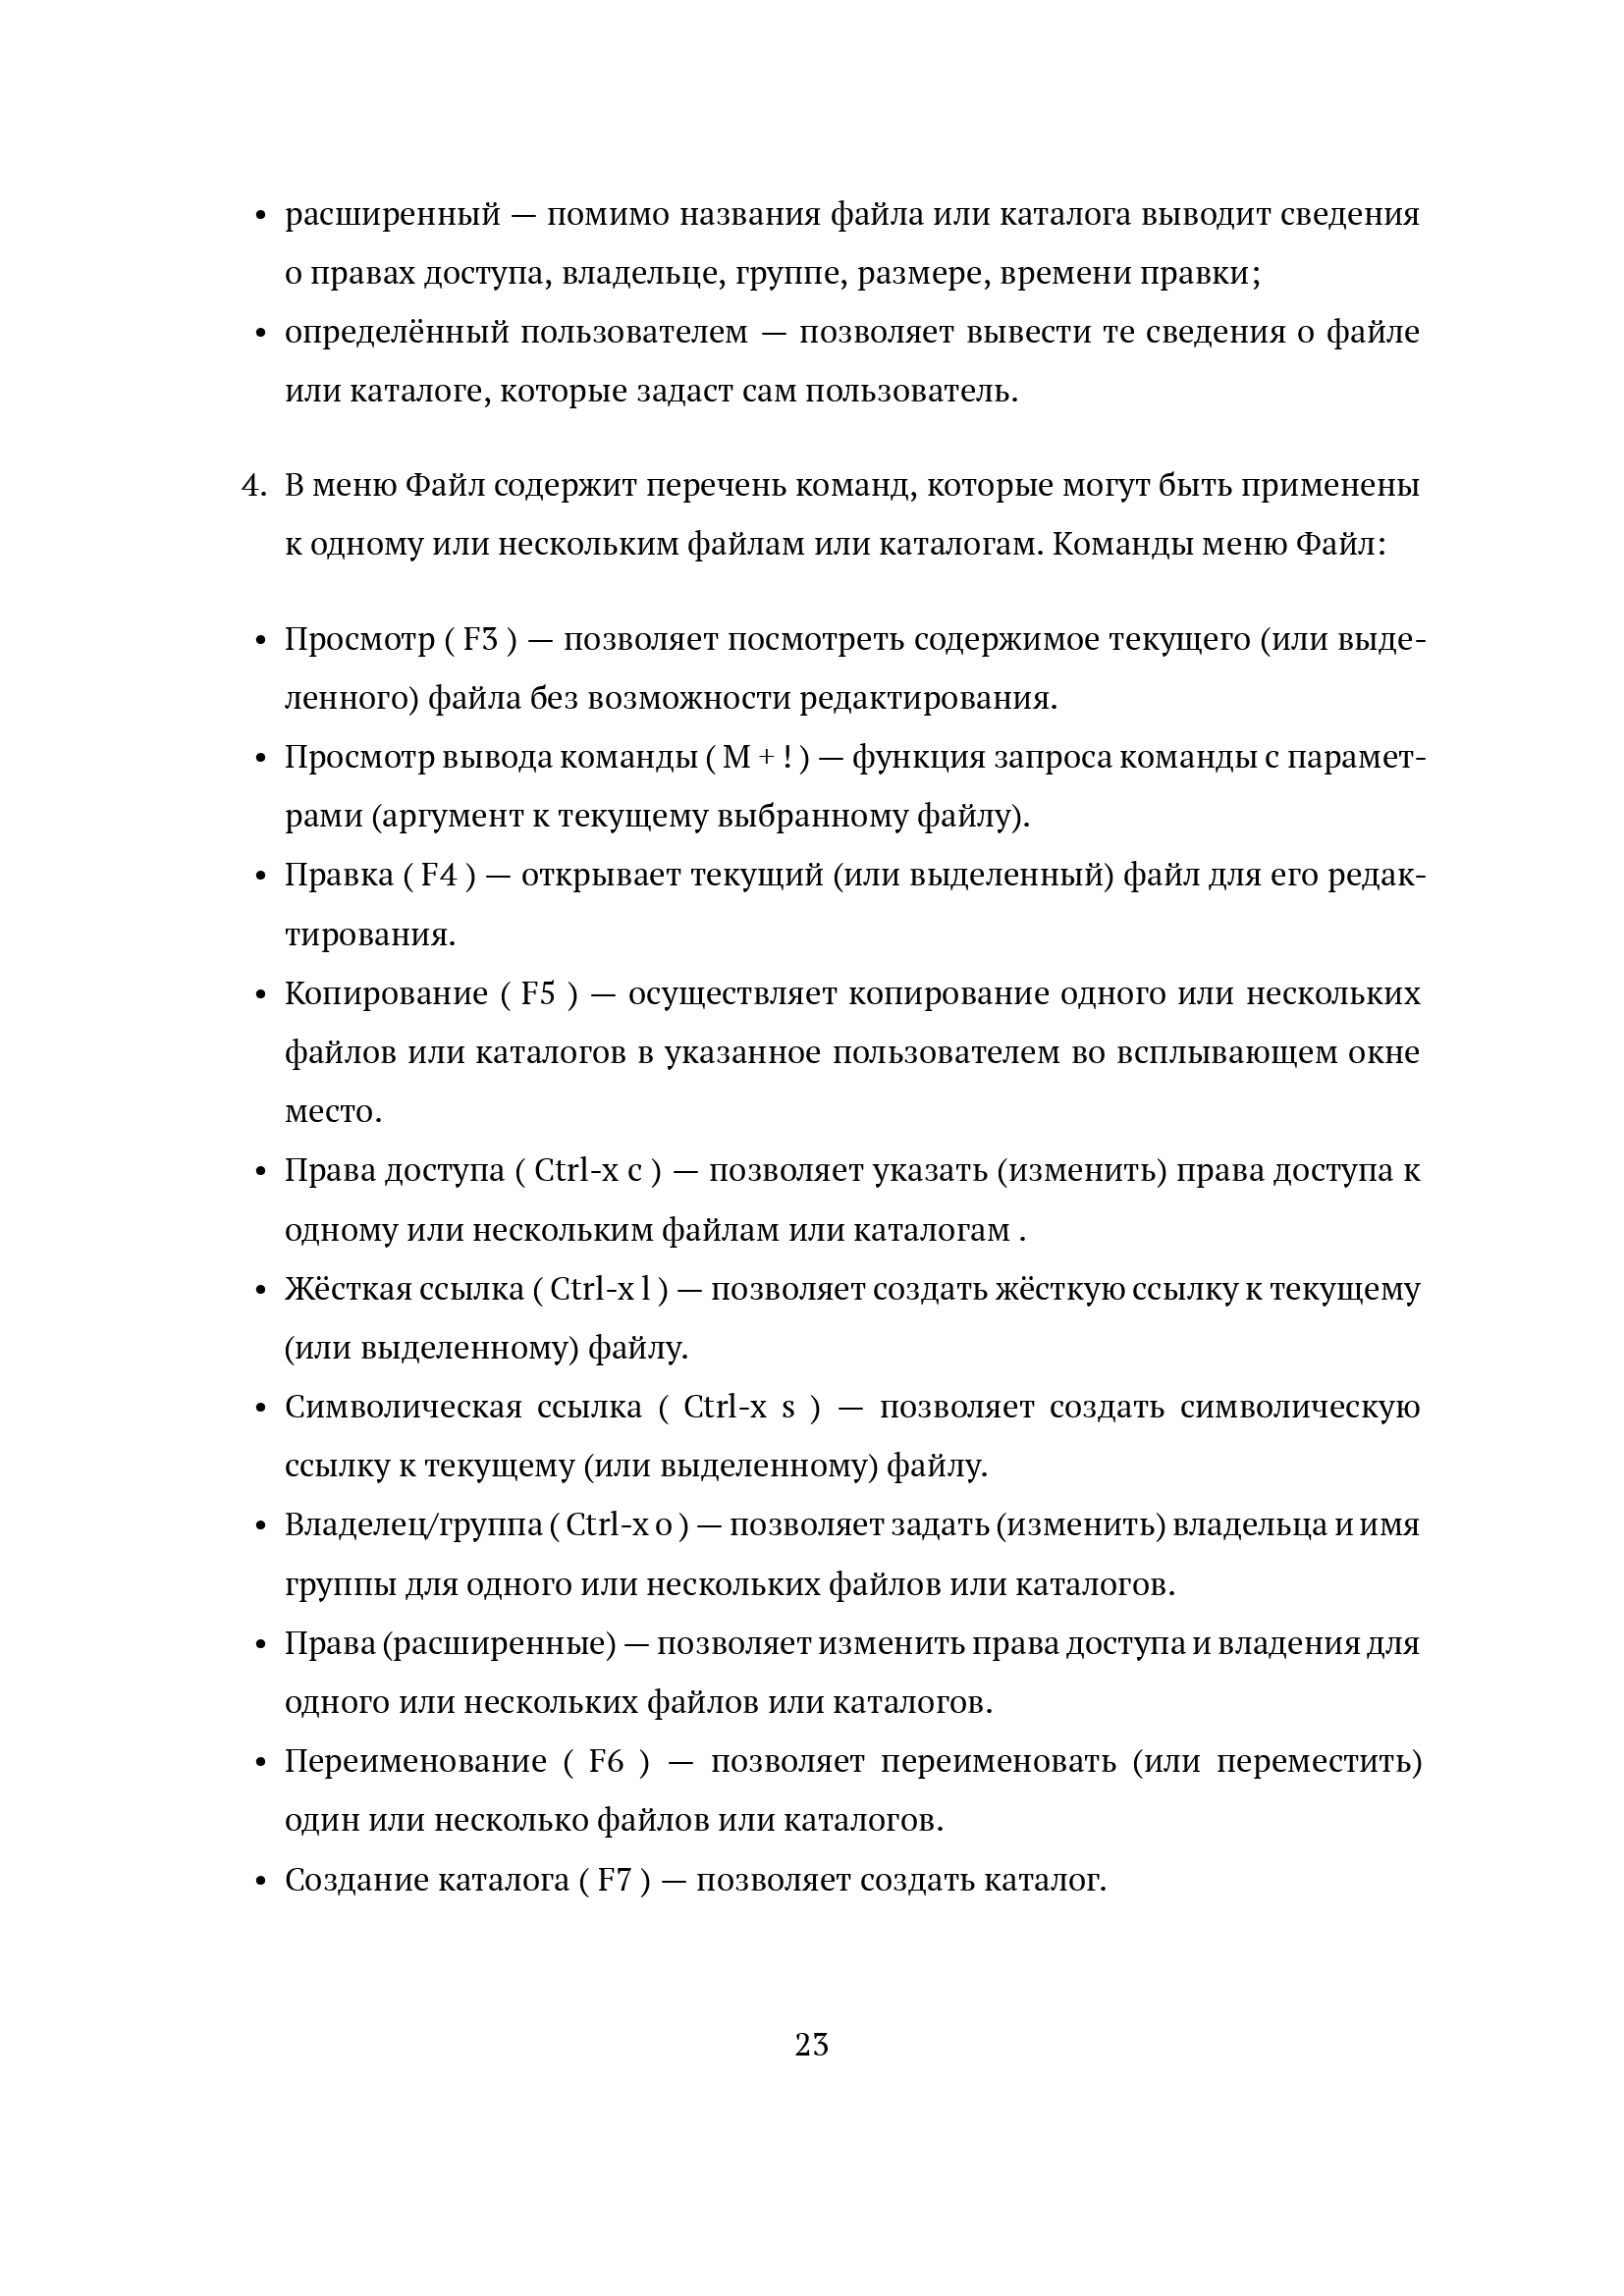 • расширенный — помимо названия файла или каталога выводит сведения
о правах доступа, владельце, группе, размере, времени правки;
• определённый пользователем — позволяет вывести те сведения о файле
или каталоге, которые задаст сам пользователь.
4. В меню Файл содержит перечень команд, которые могут быть применены
к одному или нескольким файлам или каталогам. Команды меню Файл:
• Просмотр ( F3 ) — позволяет посмотреть содержимое текущего (или выде-
ленного) файла без возможности редактирования.
• Просмотр вывода команды ( М + ! ) — функция запроса команды с парамет-
рами (аргумент к текущему выбранному файлу).
• Правка ( F4 ) — открывает текущий (или выделенный) файл для его редак-
тирования.
• Копирование ( F5 ) — осуществляет копирование одного или нескольких
файлов или каталогов в указанное пользователем во всплывающем окне
место.
• Права доступа ( Ctrl-x c ) — позволяет указать (изменить) права доступа к
одному или нескольким файлам или каталогам .
• Жёсткая ссылка ( Ctrl-x l ) — позволяет создать жёсткую ссылку к текущему
(или выделенному) файлу.
• Символическая ссылка ( Ctrl-x s ) — позволяет создать символическую
ссылку к текущему (или выделенному) файлу.
• Владелец/группа ( Ctrl-x o ) — позволяет задать (изменить) владельца и имя
группы для одного или нескольких файлов или каталогов.
• Права (расширенные) — позволяет изменить права доступа и владения для
одного или нескольких файлов или каталогов.
• Переименование ( F6 ) — позволяет переименовать (или переместить)
один или несколько файлов или каталогов.
• Создание каталога ( F7 ) — позволяет создать каталог.
23